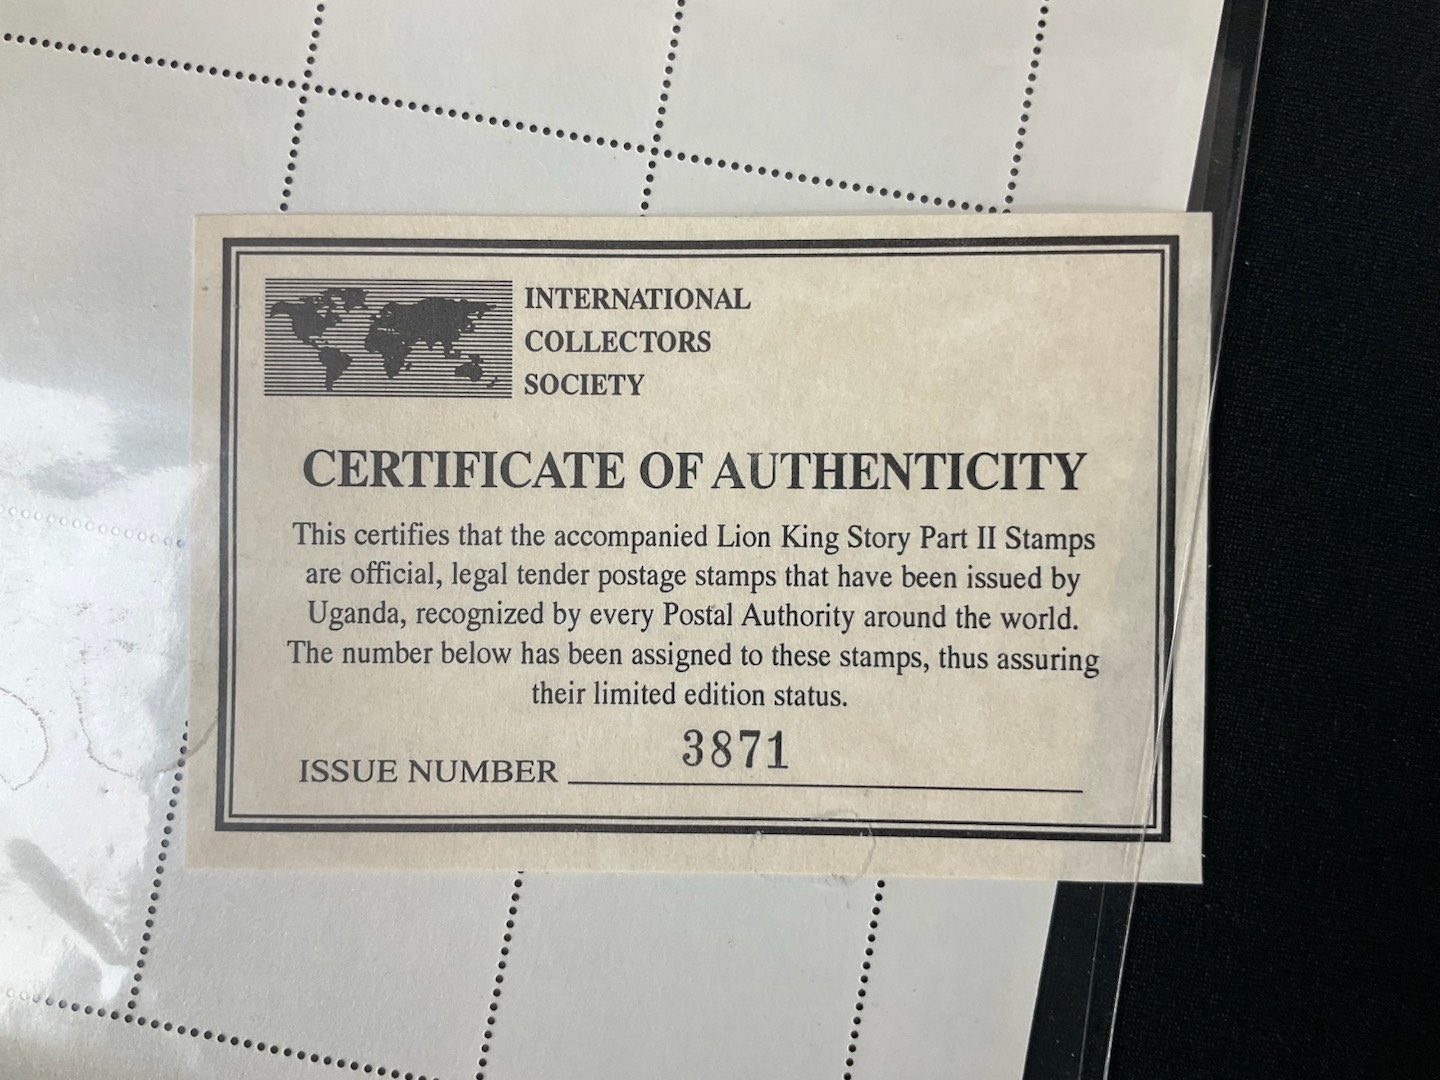 INTERNATIONAL
COLLECTORS
SOCIETY
CERTIFICATE OF AUTHENTICITY
This certifies that the accompanied Lion King Story Part II Stamps
are official, legal tender postage stamps that have been issued by
Uganda, recognized by every Postal Authority around the world.
The number below has been assigned to these stamps, thus assuring
their limited edition status.
ISSUE NUMBER 3871